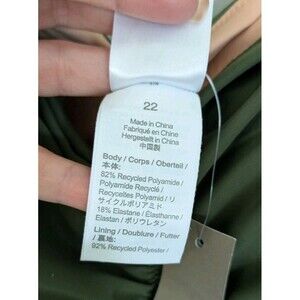 22
Made in China
Fabriqué en Chine
Hergestellt in China
中国製
Body / Corps / Oberteil /
本体:
82% Recycled Polyamide /
Polyamide Recyclé /
Recyceltes Polyamid / リ
サイクルポリアミド
18% Elastane / Élasthanne /
Elastan / ポリウレタン
Lining / Doublure / Futter
/ 裏地:
92% Recycled Polyester /